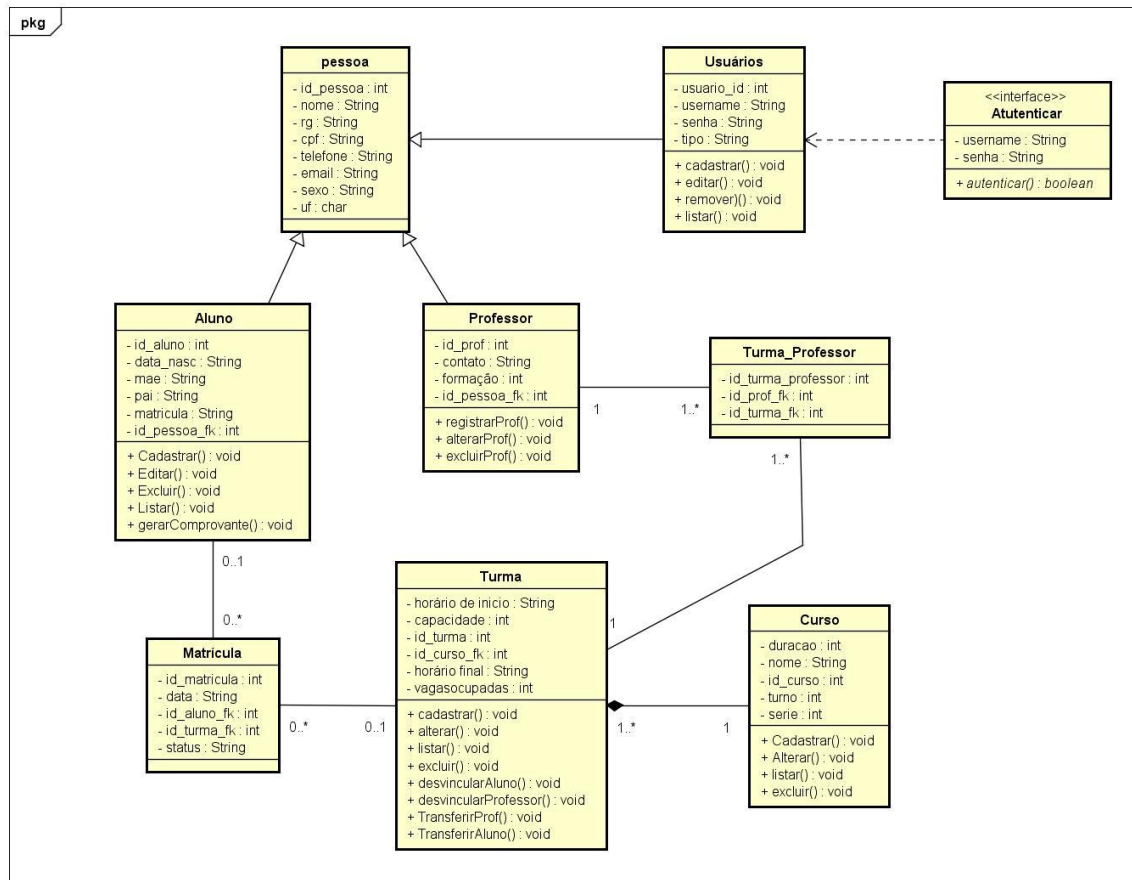 pkg
pessoa
- id_pessoa : int
- nome : String
- rg : String
- cpf : String
- telefone : String
- email : String
- sexo : String
- uf : char
Usuários
- usuario_id : int
- username : String
- senha : String
- tipo : String
+ cadastrar() : void
+ editar() : void
+ remover)() : void
+ listar() : void
<<interface>>
Atutenticar
- username : String
- senha : String
+ autenticar() : boolean
Aluno
- id_aluno : int
- data_nasc : String
- mae : String
- pai : String
- matricula : String
- id_pessoa_fk : int
+ Cadastrar() : void
+ Editar() : void
+ Excluir() : void
+ Listar() : void
+ gerarComprovante() : void
Professor
- id_prof : int
- contato : String
- formação : int
- id_pessoa_fk : int
+ registrarProf() : void
+ alterarProf() : void
+ excluirProf() : void
1
1..*
Turma_Professor
- id_turma_professor : int
- id_prof_fk : int
- id_turma_fk : int
1..*
0..1
0..*
Matrícula
- id_matricula : int
- data : String
- id_aluno_fk : int
- id_turma_fk : int
- status : String
0..*
0..1
Turma
- horário de inicio : String
- capacidade : int
- id_turma : int
- id_curso_fk : int
- horário final : String
- vagasocupadas : int
+ cadastrar() : void
+ alterar() : void
+ listar() : void
+ excluir() : void
+ desvincularAluno() : void
+ desvincularProfessor() : void
+ TransferirProf() : void
+ TransferirAluno() : void
1
1..*
1
Curso
- duracao : int
- nome : String
- id_curso : int
- turno : int
- serie : int
+ Cadastrar() : void
+ Alterar() : void
+ listar() : void
+ excluir() : void